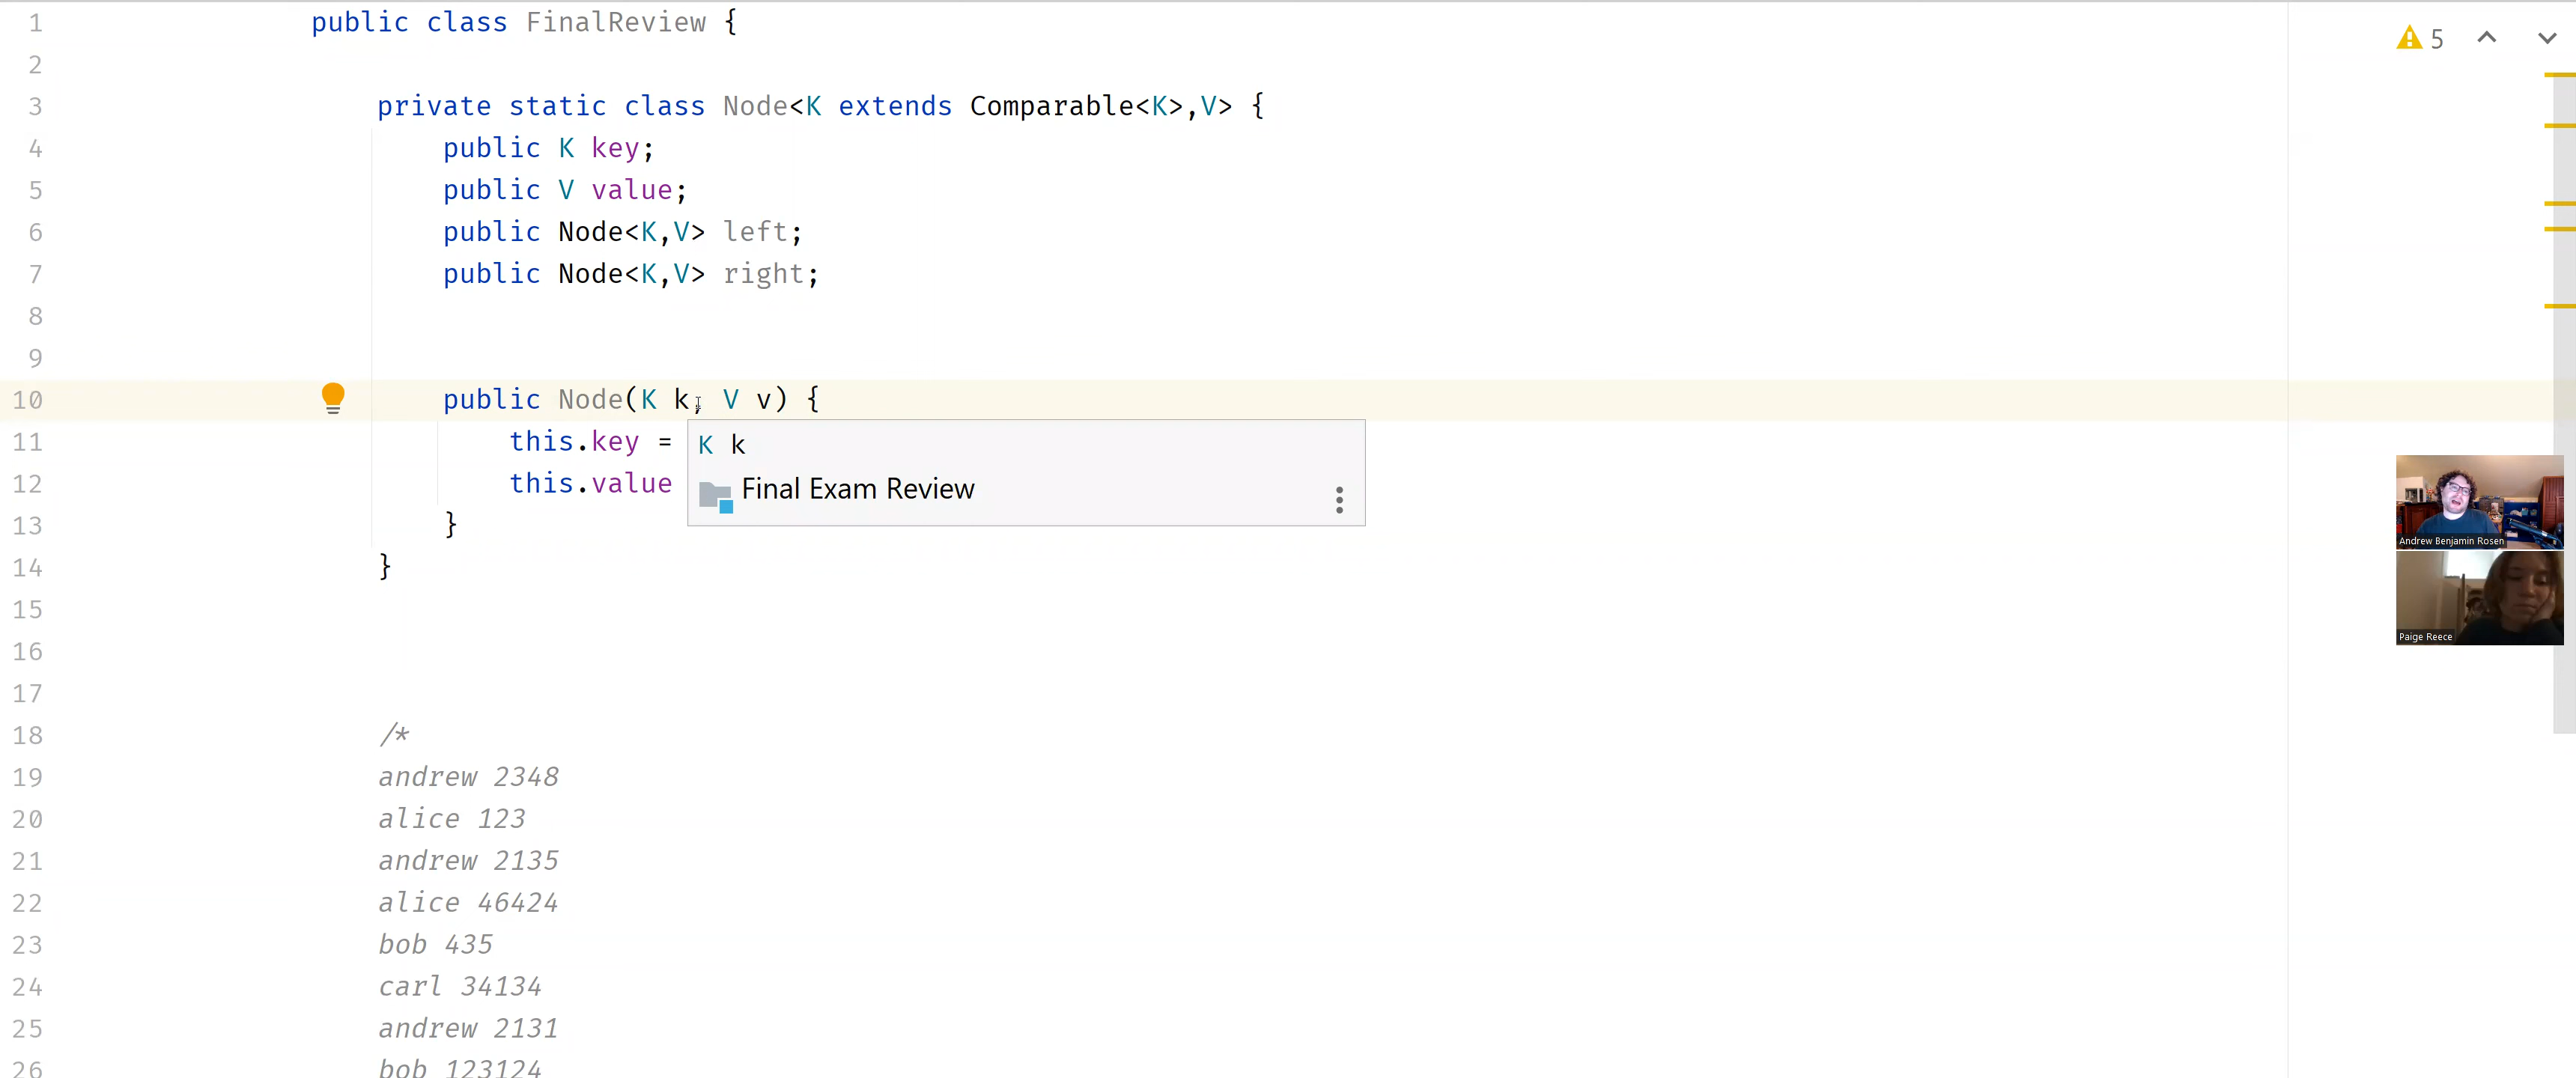 1 public class FinalReview {
5
2
3 private static class Node<K extends Comparable<K>,V> {
4 public K key;
5 public V value;
6 public Node<K,V> left;
7 public Node<K,V> right;
8
9
10 public Node(K k, V v) {
11 this.key =
K k
12 this.value
Final Exam Review
13 }
14 }
15
16
17
18 /*
19 andrew 2348
20 alice 123
21 andrew 2135
22 alice 46424
23 bob 435
24 carl 34134
25 andrew 2131
26 bob 123124
Andrew Benjamin Rosen
Paige Reece